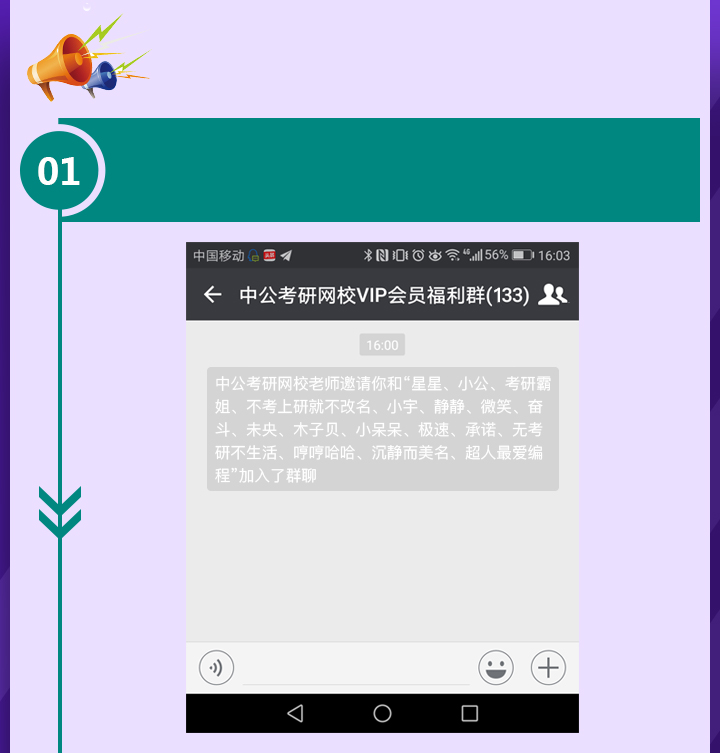 01
中国移动 46 56% 16:03
中公考研网校VIP会员福利群(133)
16:00
中公考研网校老师邀请你和“星星、小公、考研霸
姐、不考上研就不改名、小宇、静静、微笑、奋
斗、未央、木子贝、小呆呆、极速、承诺、无考
研不生活、哼哼哈哈、沉静而美名、超人最爱编
程”加入了群聊